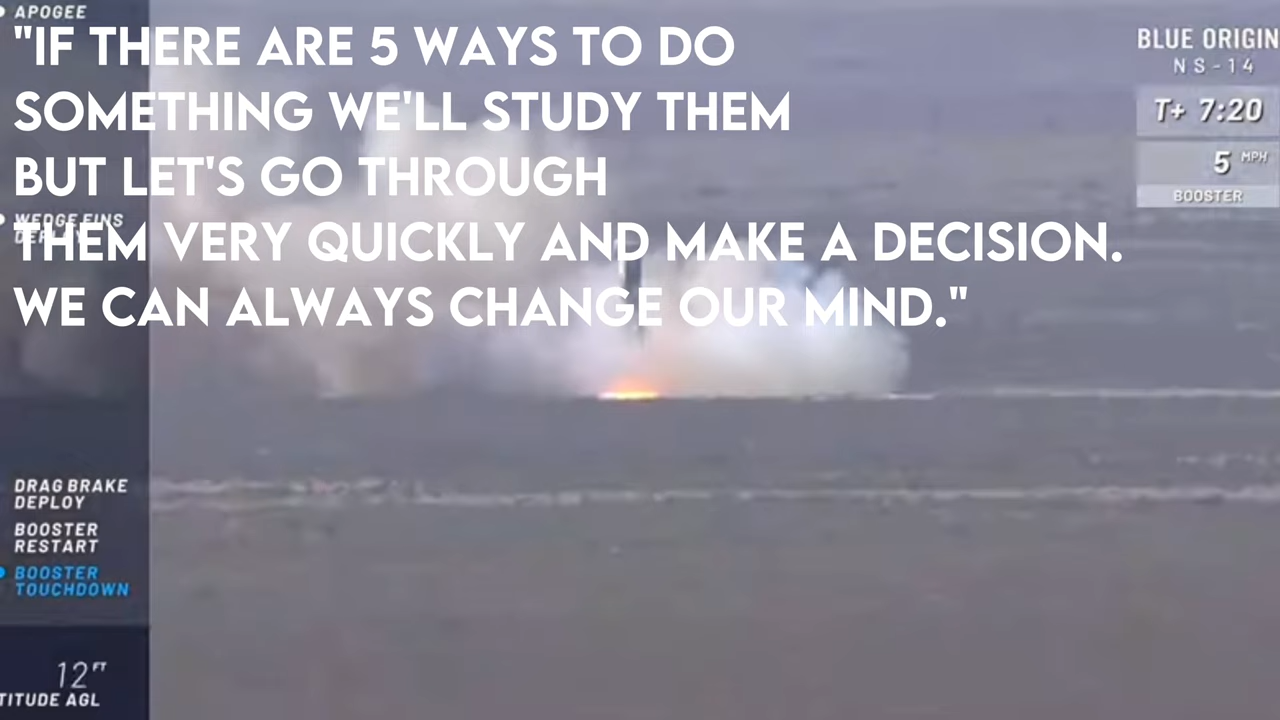 APOGEE
"IF THERE ARE 5 WAYS TO DO
SOMETHING WE'LL STUDY THEM
BUT LET'S GO THROUGH
THEM VERY QUICKLY AND MAKE A DECISION.
WE CAN ALWAYS CHANGE OUR MIND."
WEDGE FINS
DEPLOY
DRAG BRAKE
DEPLOY
BOOSTER
RESTART
BOOSTER
TOUCHDOWN
12 FT
TITUDE AGL
BLUE ORIGIN
NS-14
T+ 7:20
5 MPH
BOOSTER